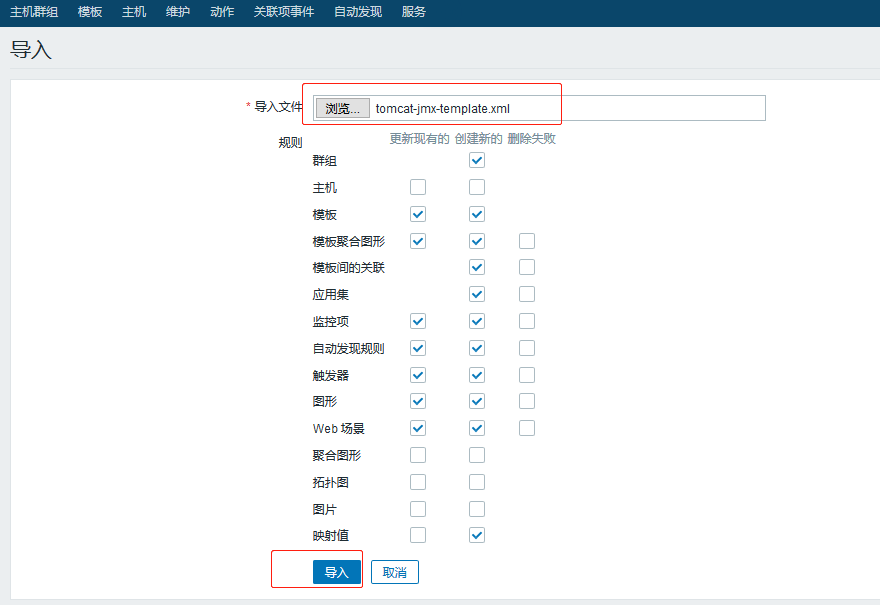 主机群组 模板 主机 维护 动作 关联项事件 自动发现 服务
导入
* 导入文件 浏览... tomcat-jmx-template.xml
规则 更新现有的 创建新的 删除失败
群组
主机
模板
模板聚合图形
模板间的关联
应用集
监控项
自动发现规则
触发器
图形
Web 场景
聚合图形
拓扑图
图片
映射值
导入 取消